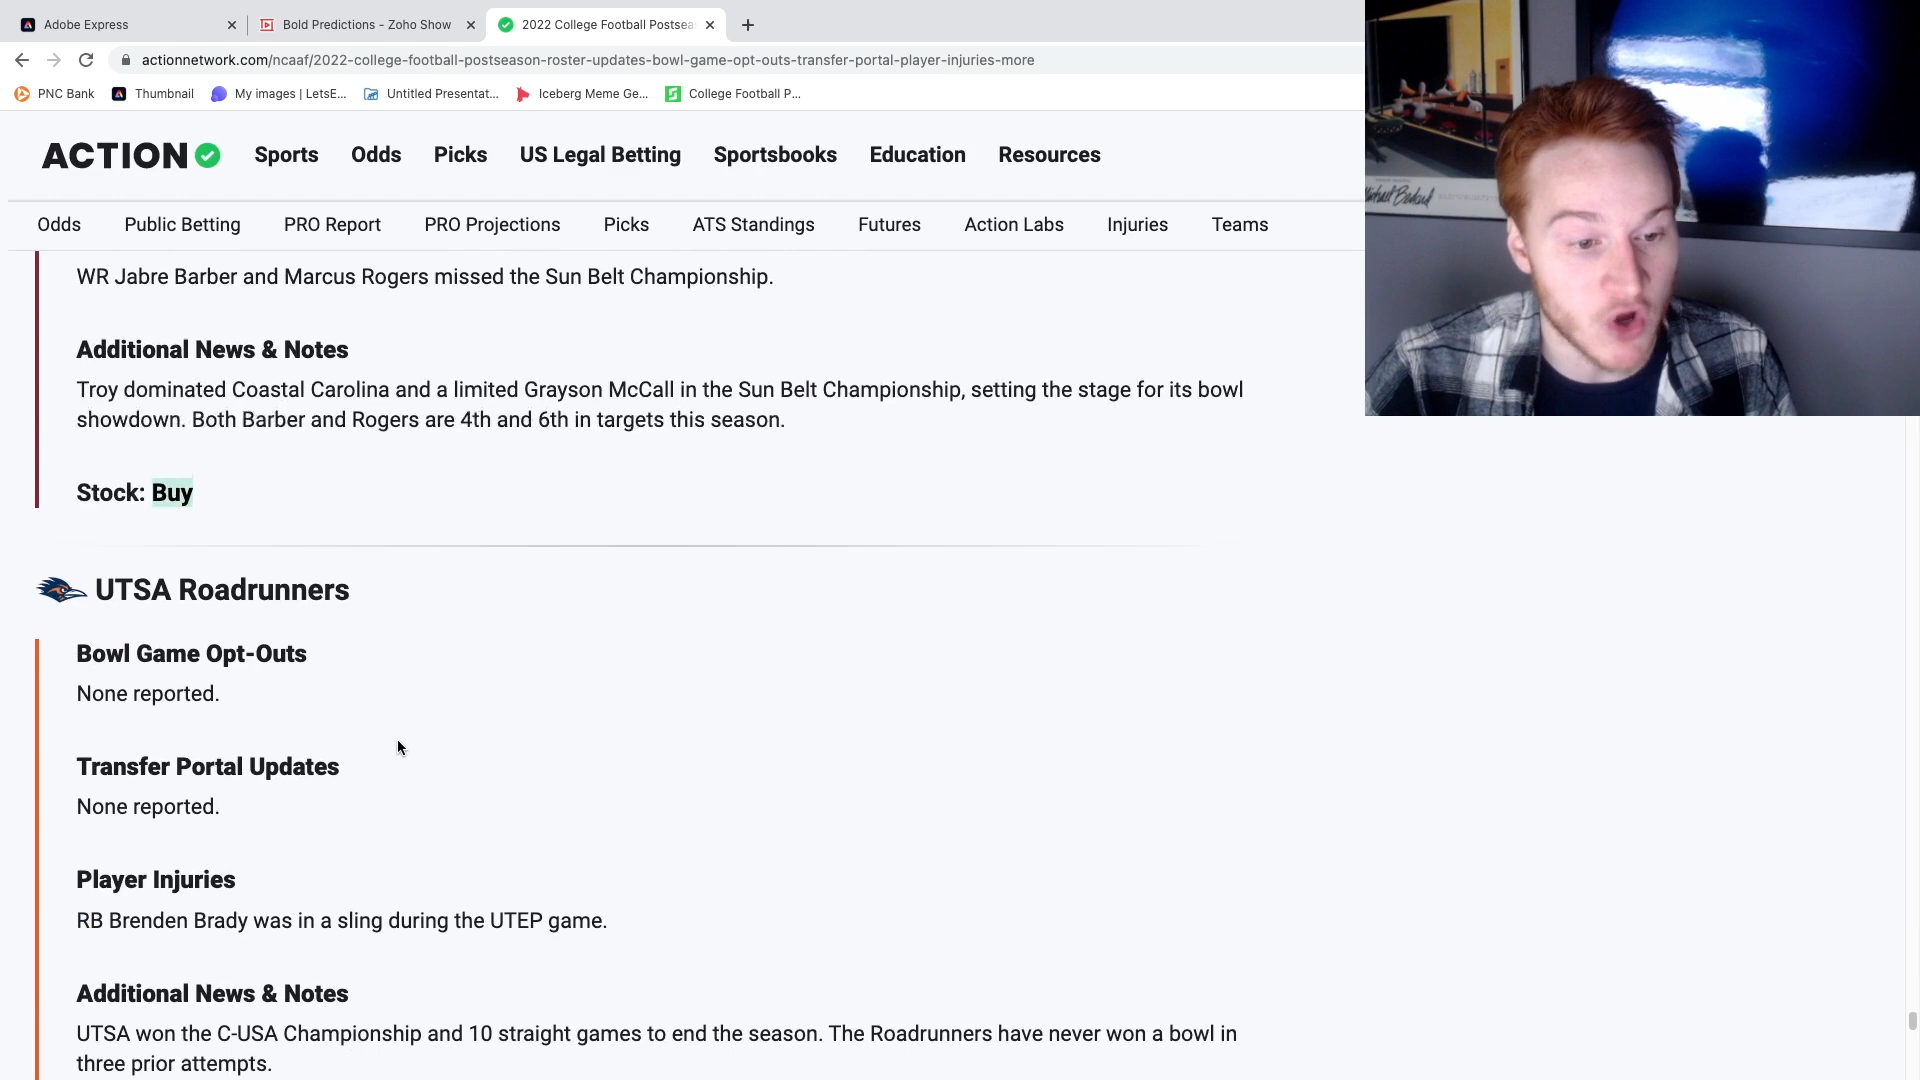 Adobe Express
Bold Predictions - Zoho Show
2022 College Football Postsea
actionnetwork.com/ncaaf/2022-college-football-postseason-roster-updates-bowl-game-opt-outs-transfer-portal-player-injuries-more
PNC Bank
Thumbnail
My images | LetsE...
Untitled Presentat...
Iceberg Meme Ge...
College Football P...
ACTION
Sports
Odds
Picks
US Legal Betting
Sportsbooks
Education
Resources
Odds
Public Betting
PRO Report
PRO Projections
Picks
ATS Standings
Futures
Action Labs
Injuries
Teams
WR Jabre Barber and Marcus Rogers missed the Sun Belt Championship.
Additional News & Notes
Troy dominated Coastal Carolina and a limited Grayson McCall in the Sun Belt Championship, setting the stage for its bowl
showdown. Both Barber and Rogers are 4th and 6th in targets this season.
Stock: Buy
UTSA Roadrunners
Bowl Game Opt-Outs
None reported.
Transfer Portal Updates
None reported.
Player Injuries
RB Brenden Brady was in a sling during the UTEP game.
Additional News & Notes
UTSA won the C-USA Championship and 10 straight games to end the season. The Roadrunners have never won a bowl in
three prior attempts.